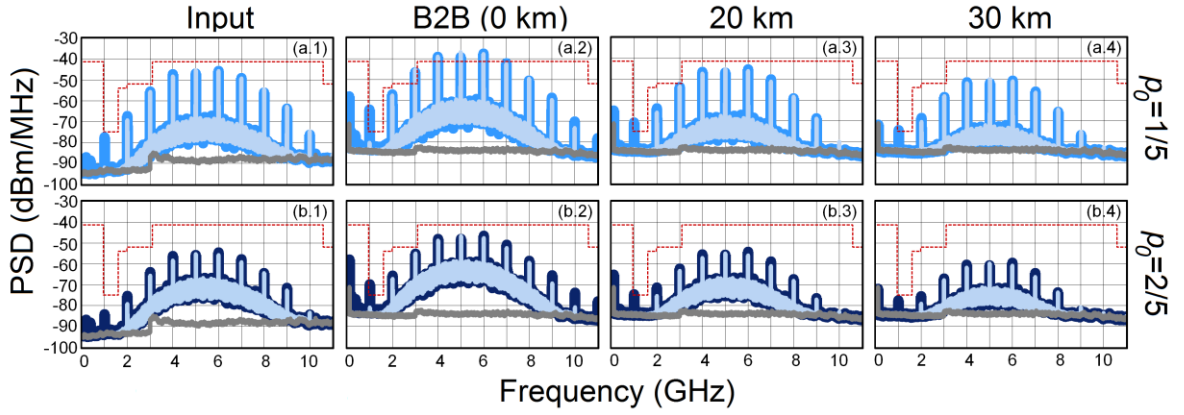 Input B2B (0 km) 20 km 30 km
PSD (dBm/MHz)
-30
-40
-50
-60
-70
-80
-90
-100
(a.1) (a.2) (a.3) (a.4)
p0=1/5
-30
-40
-50
-60
-70
-80
-90
-100
(b.1) (b.2) (b.3) (b.4)
p0=2/5
0 2 4 6 8 10 0 2 4 6 8 10 0 2 4 6 8 10 0 2 4 6 8 10
Frequency (GHz)